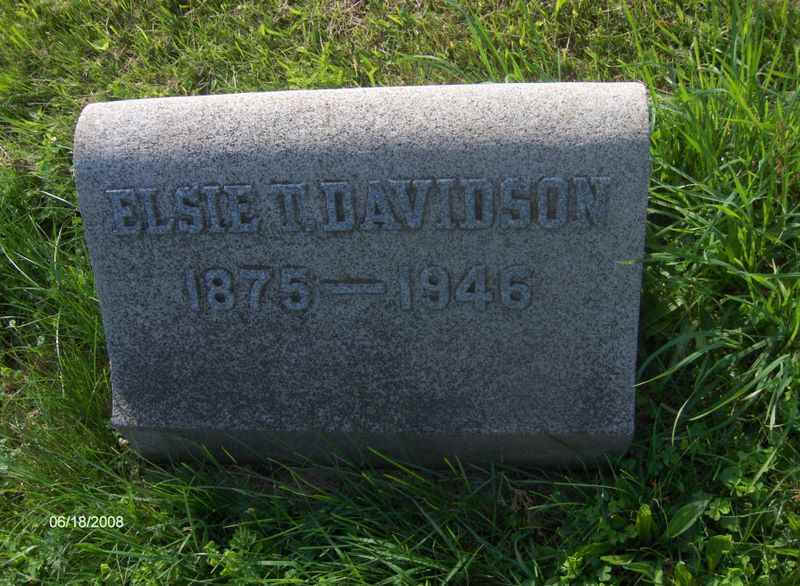 ELSIE T. DAVIDSON
1875—1946
06/18/2008